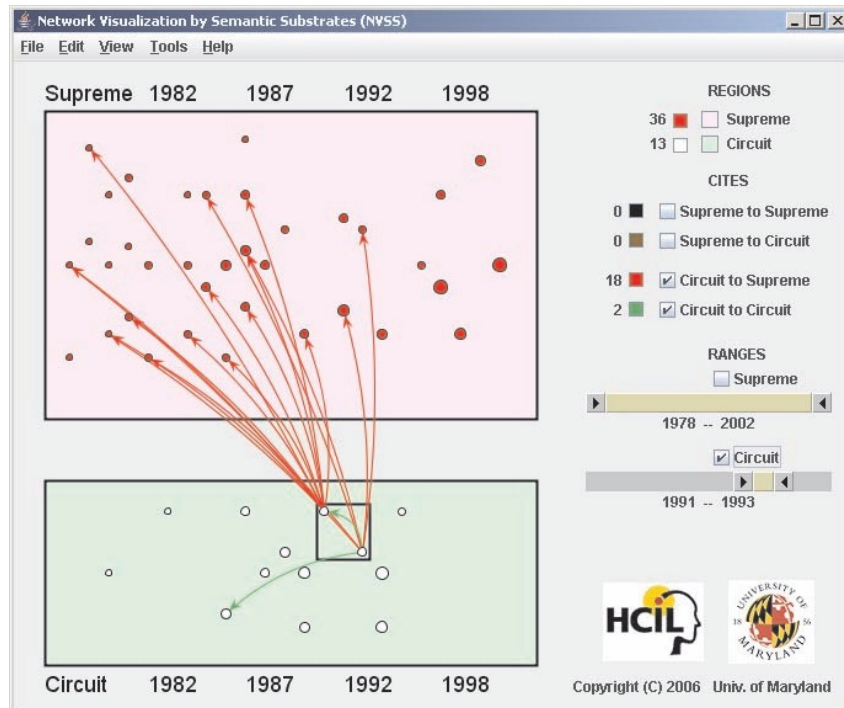 Network Visualization by Semantic Substrates (NVSS)
File Edit View Tools Help
Supreme 1982 1987 1992 1998
REGIONS
36 Supreme
13 Circuit
CITES
0 Supreme to Supreme
0 Supreme to Circuit
18 Circuit to Supreme
2 Circuit to Circuit
RANGES
Supreme
1978 -- 2002
Circuit
1991 -- 1993
HCIL
UNIVERSITY OF
18 56
MARYLAND
Circuit 1982 1987 1992 1998
Copyright (C) 2006 Univ. of Maryland